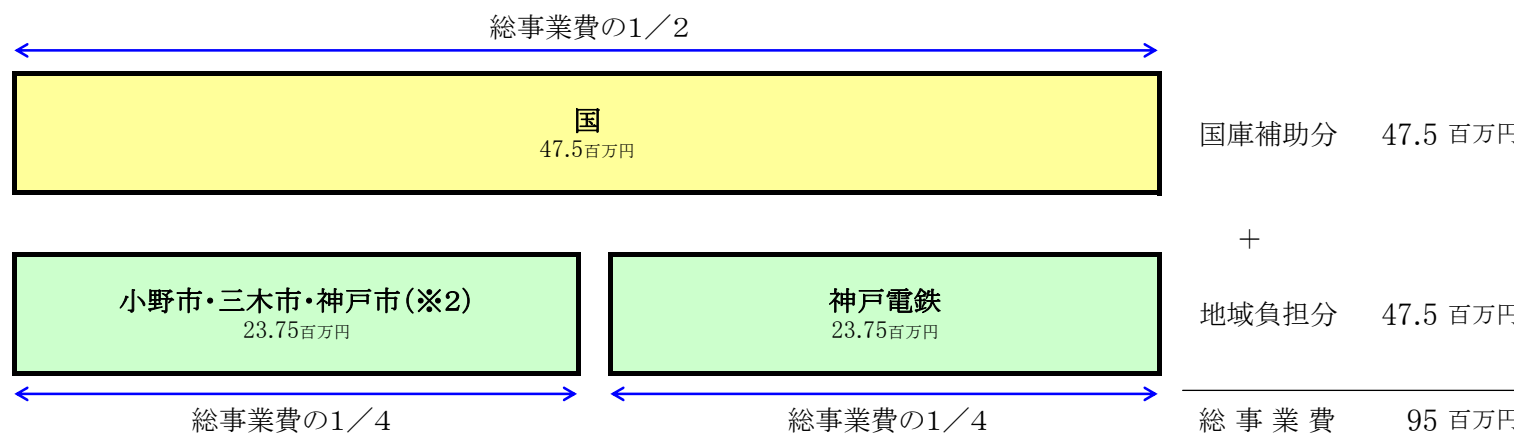 総事業費の1／2
国
47.5百万円
国庫補助分 47.5 百万円
＋
小野市・三木市・神戸市(※2)
23.75百万円
神戸電鉄
23.75百万円
地域負担分 47.5 百万円
総事業費の1／4
総事業費の1／4
総事業費 95 百万円